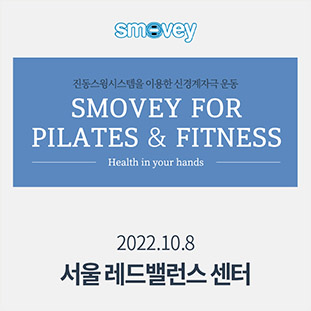 smovey
진동스윙시스템을 이용한 신경계자극 운동
SMOVEY FOR
PILATES & FITNESS
Health in your hands
2022.10.8
서울 레드밸런스 센터